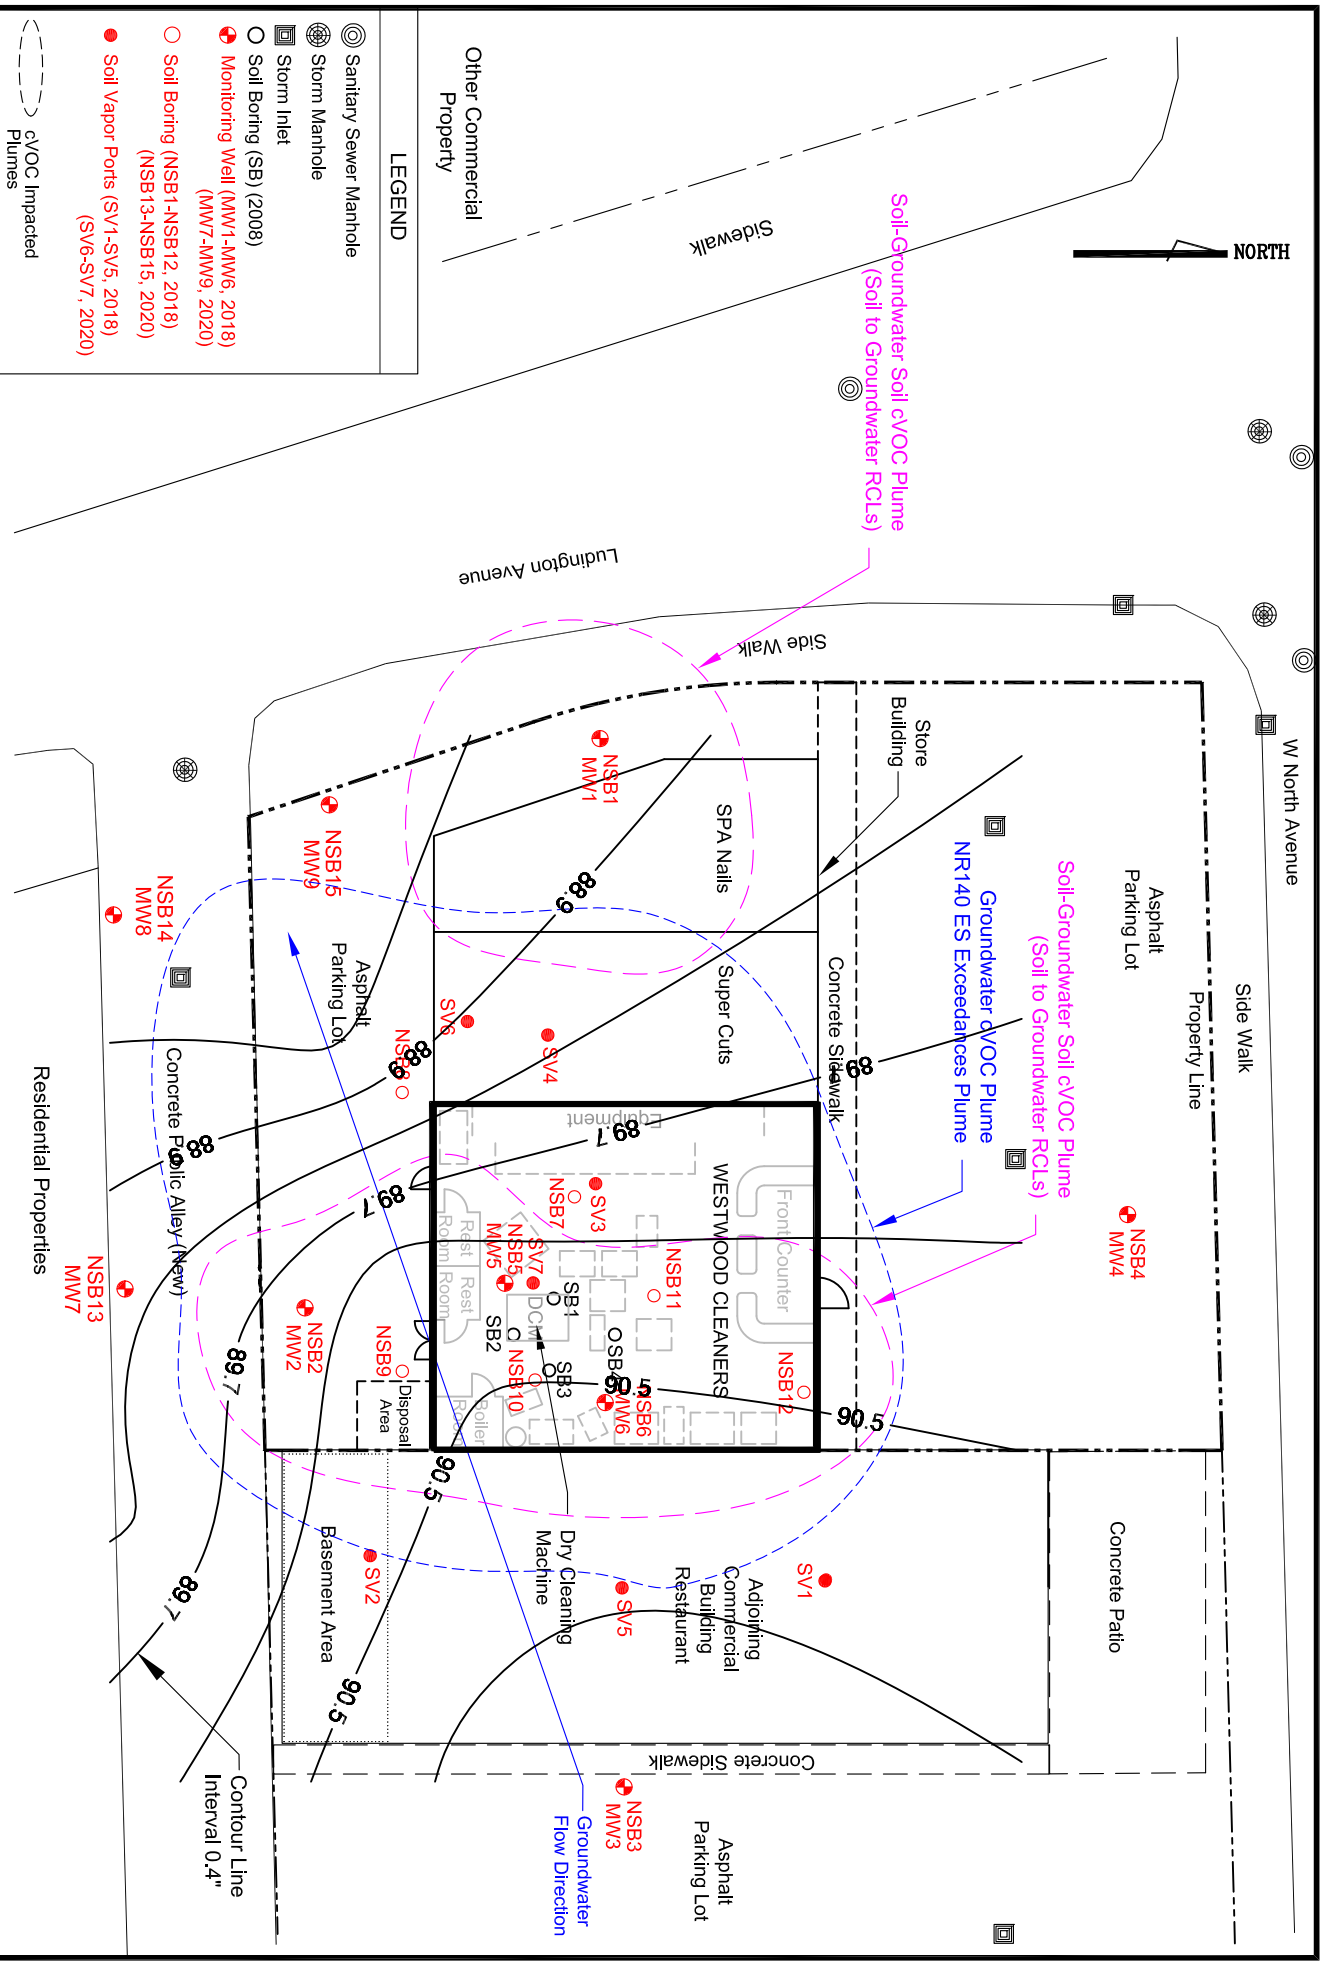 NORTH
W North Avenue
Side Walk
Property Line
Asphalt
Parking Lot
NSB4
MW4
Concrete Patio
Soil-Groundwater Soil cVOC Plume
(Soil to Groundwater RCLs)
Groundwater cVOC Plume
NR140 ES Exceedances Plume
Soil-Groundwater Soil cVOC Plume
(Soil to Groundwater RCLs)
Store
Building
Concrete Sidewalk
Sidewalk
Side Walk
Ludington Avenue
Other Commercial
Property
SPA Nails
Super Cuts
WESTWOOD CLEANERS
Front Counter
Equipment
NSB12
NSB11
NSB1
MW1
SV3
NSB7
SV4
SV6
SV7
NSB5
MW5
SB1
SB2
SB3
SB4
DCM
NSB10
NSB6
MW6
Rest
Room
Rest
Room
Boiler
Room
NSB8
NSB9
Disposal
Area
Dry Cleaning
Machine
Adjoining
Commercial
Building
Restaurant
SV1
SV5
SV2
Basement Area
Concrete Sidewalk
NSB3
MW3
Asphalt
Parking Lot
Groundwater
Flow Direction
Asphalt
Parking Lot
NSB15
MW9
NSB2
MW2
NSB14
MW8
NSB13
MW7
Concrete Public Alley (New)
Residential Properties
Contour Line
Interval 0.4"
88.9
88.9
88.9
89.7
89.7
89.7
89.7
90.5
90.5
90.5
90.5
LEGEND
Sanitary Sewer Manhole
Storm Manhole
Storm Inlet
Soil Boring (SB) (2008)
Monitoring Well (MW1-MW6, 2018)
(MW7-MW9, 2020)
Soil Boring (NSB1-NSB12, 2018)
(NSB13-NSB15, 2020)
Soil Vapor Ports (SV1-SV5, 2018)
(SV6-SV7, 2020)
cVOC Impacted
Plumes